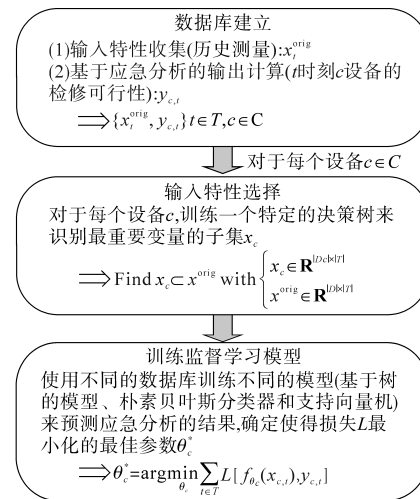 数据库建立
(1)输入特性收集(历史测量):x_t^orig
(2)基于应急分析的输出计算(t时刻c设备的
检修可行性):y_{c,t}
⟹{x_t^orig, y_{c,t}}t∈T,c∈C
对于每个设备c∈C
输入特性选择
对于每个设备c,训练一个特定的决策树来
识别最重要变量的子集x_c
⟹Find x_c⊂x^orig with { x_c∈R^{|Dc|×|T|}
x^orig∈R^{|D|×|T|}
训练监督学习模型
使用不同的数据库训练不同的模型(基于树
的模型、朴素贝叶斯分类器和支持向量机)
来预测应急分析的结果,确定使得损失L最
小化的最佳参数θ_c^*
⟹θ_c^*=argmin_{θ_c} ∑_{t∈T} L[f_{θ_c}(x_{c,t}),y_{c,t}]